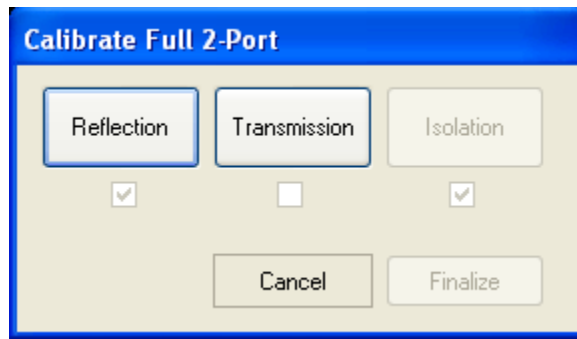 Calibrate Full 2-Port
Reflection Transmission Isolation
Cancel Finalize